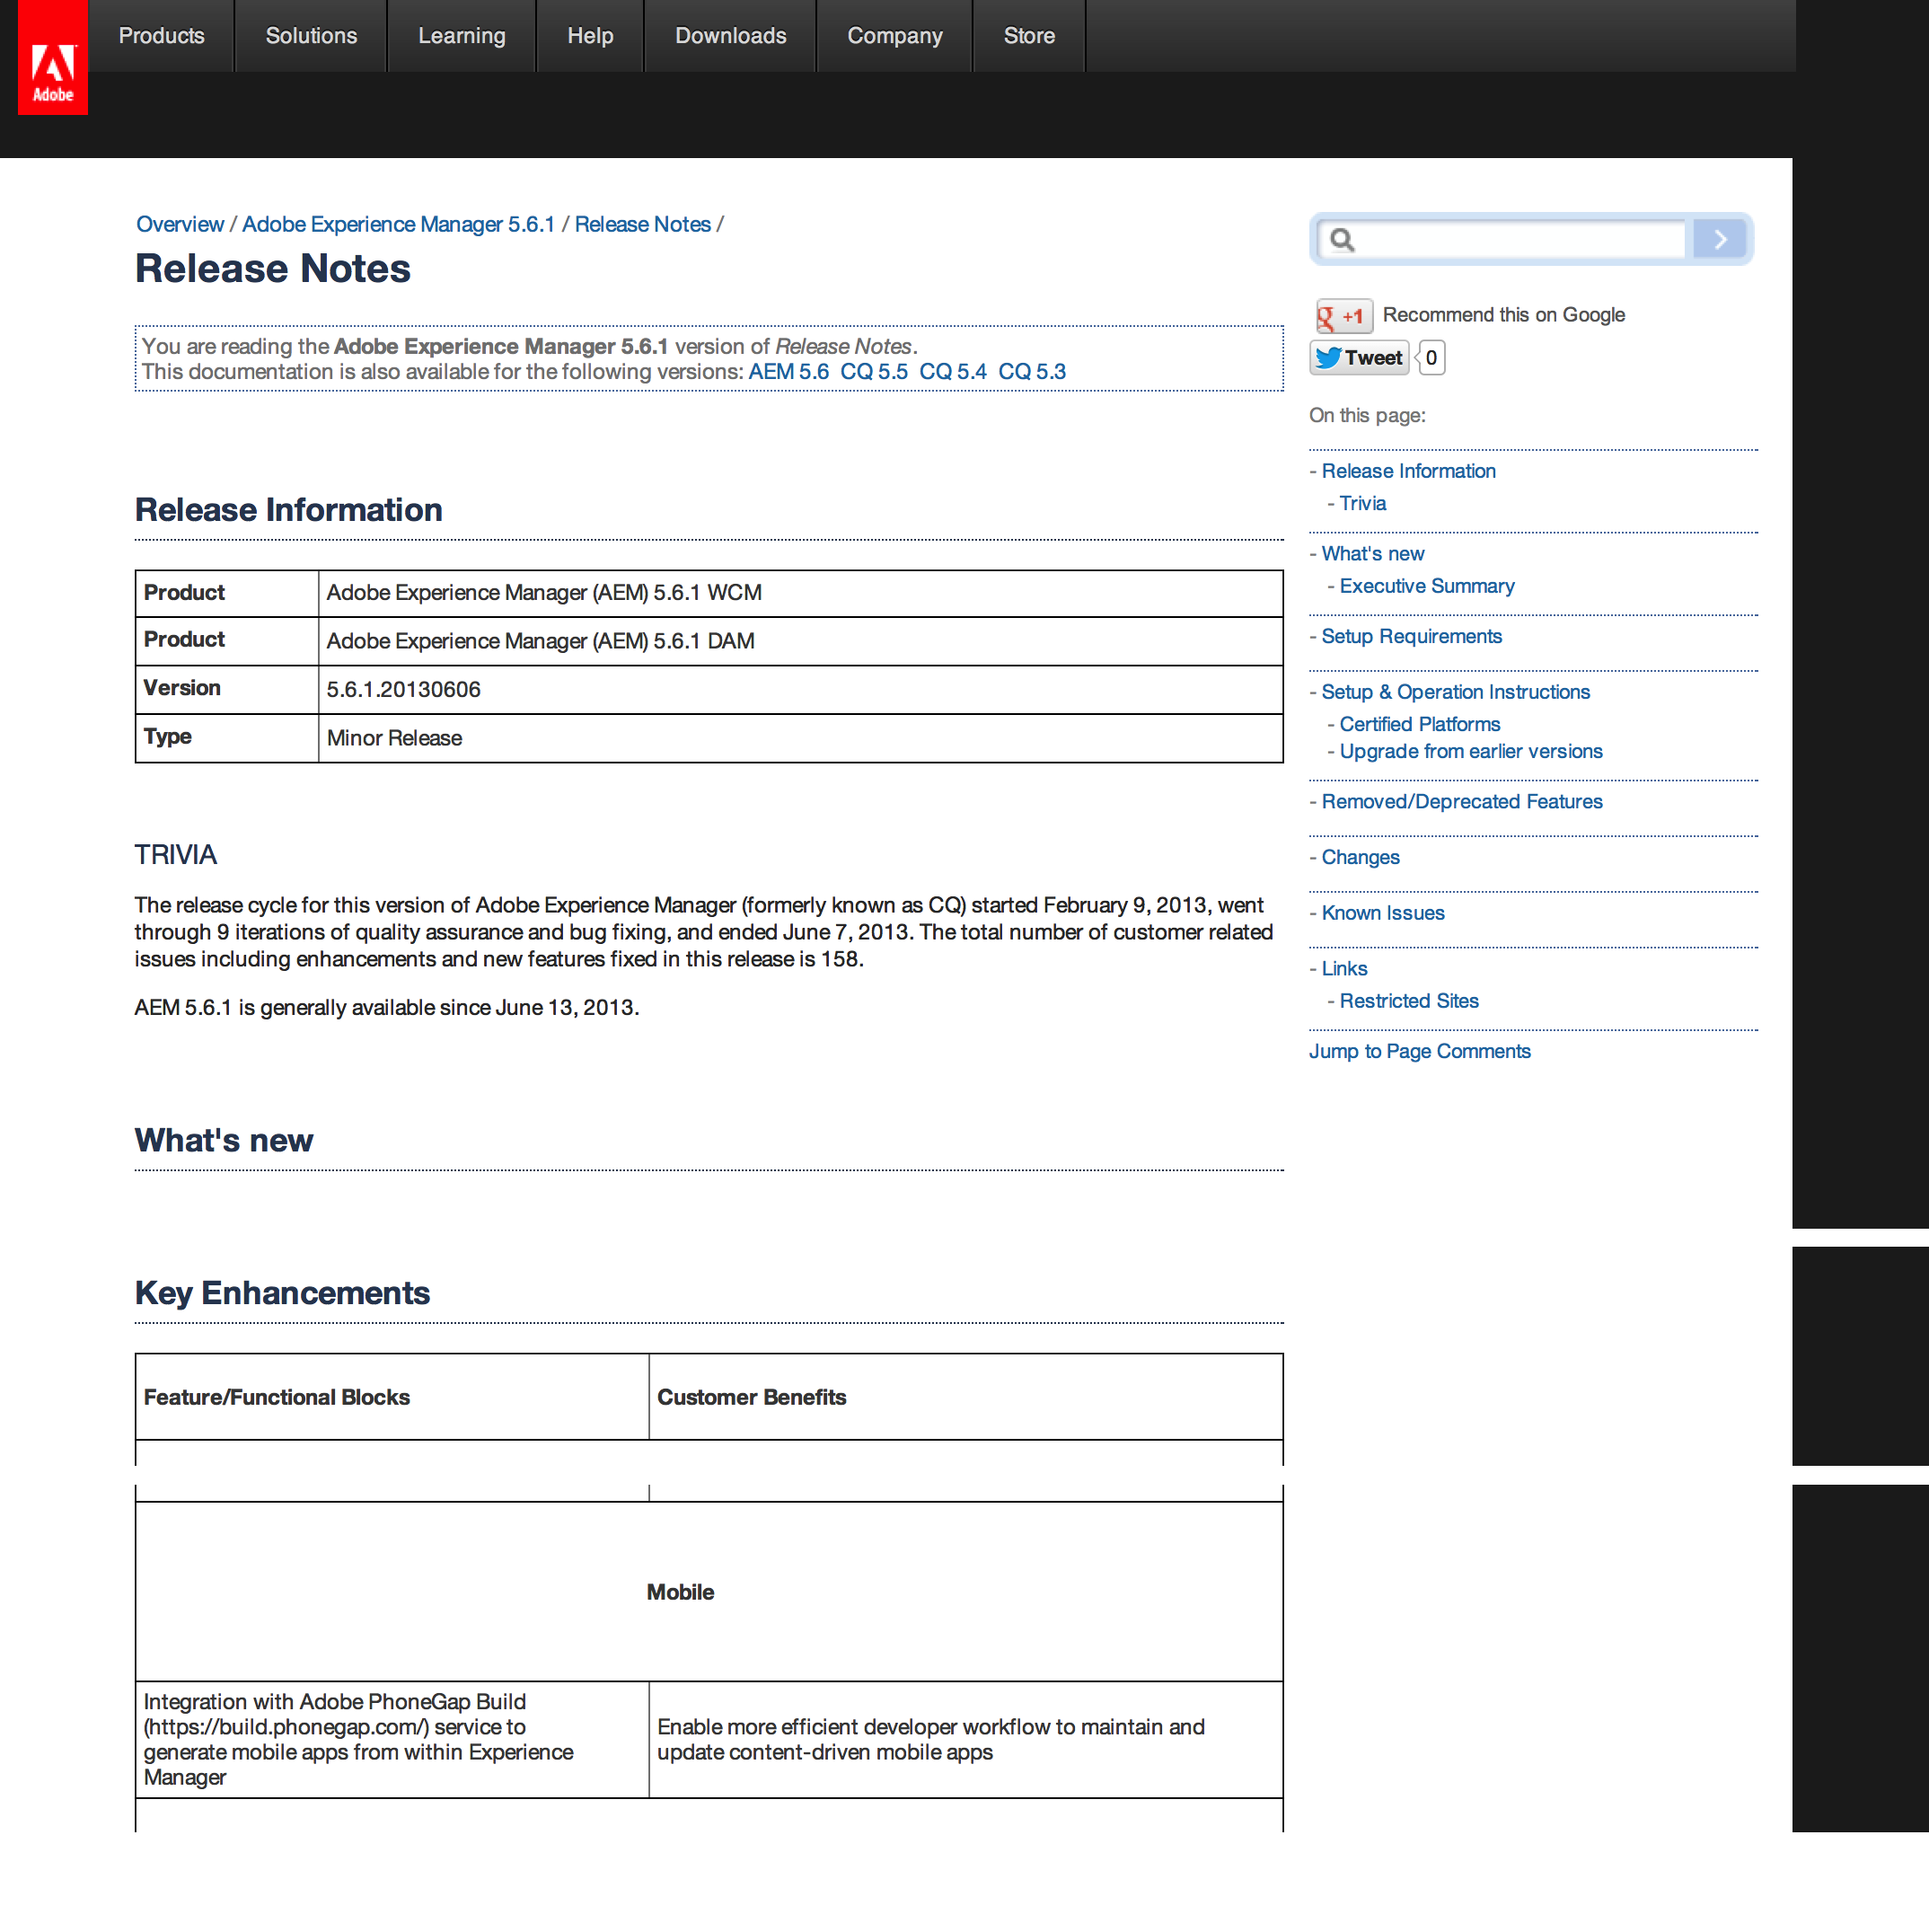 Adobe
Products
Solutions
Learning
Help
Downloads
Company
Store
Overview / Adobe Experience Manager 5.6.1 / Release Notes /
Release Notes
You are reading the Adobe Experience Manager 5.6.1 version of Release Notes.
This documentation is also available for the following versions: AEM 5.6 CQ 5.5 CQ 5.4 CQ 5.3
Release Information
Product Adobe Experience Manager (AEM) 5.6.1 WCM
Product Adobe Experience Manager (AEM) 5.6.1 DAM
Version 5.6.1.20130606
Type Minor Release
TRIVIA
The release cycle for this version of Adobe Experience Manager (formerly known as CQ) started February 9, 2013, went
through 9 iterations of quality assurance and bug fixing, and ended June 7, 2013. The total number of customer related
issues including enhancements and new features fixed in this release is 158.
AEM 5.6.1 is generally available since June 13, 2013.
What's new
Key Enhancements
Feature/Functional Blocks
Customer Benefits
Mobile
Integration with Adobe PhoneGap Build
(https://build.phonegap.com/) service to
generate mobile apps from within Experience
Manager
Enable more efficient developer workflow to maintain and
update content-driven mobile apps
g +1 Recommend this on Google
Tweet 0
On this page:
- Release Information
- Trivia
- What's new
- Executive Summary
- Setup Requirements
- Setup & Operation Instructions
- Certified Platforms
- Upgrade from earlier versions
- Removed/Deprecated Features
- Changes
- Known Issues
- Links
- Restricted Sites
Jump to Page Comments